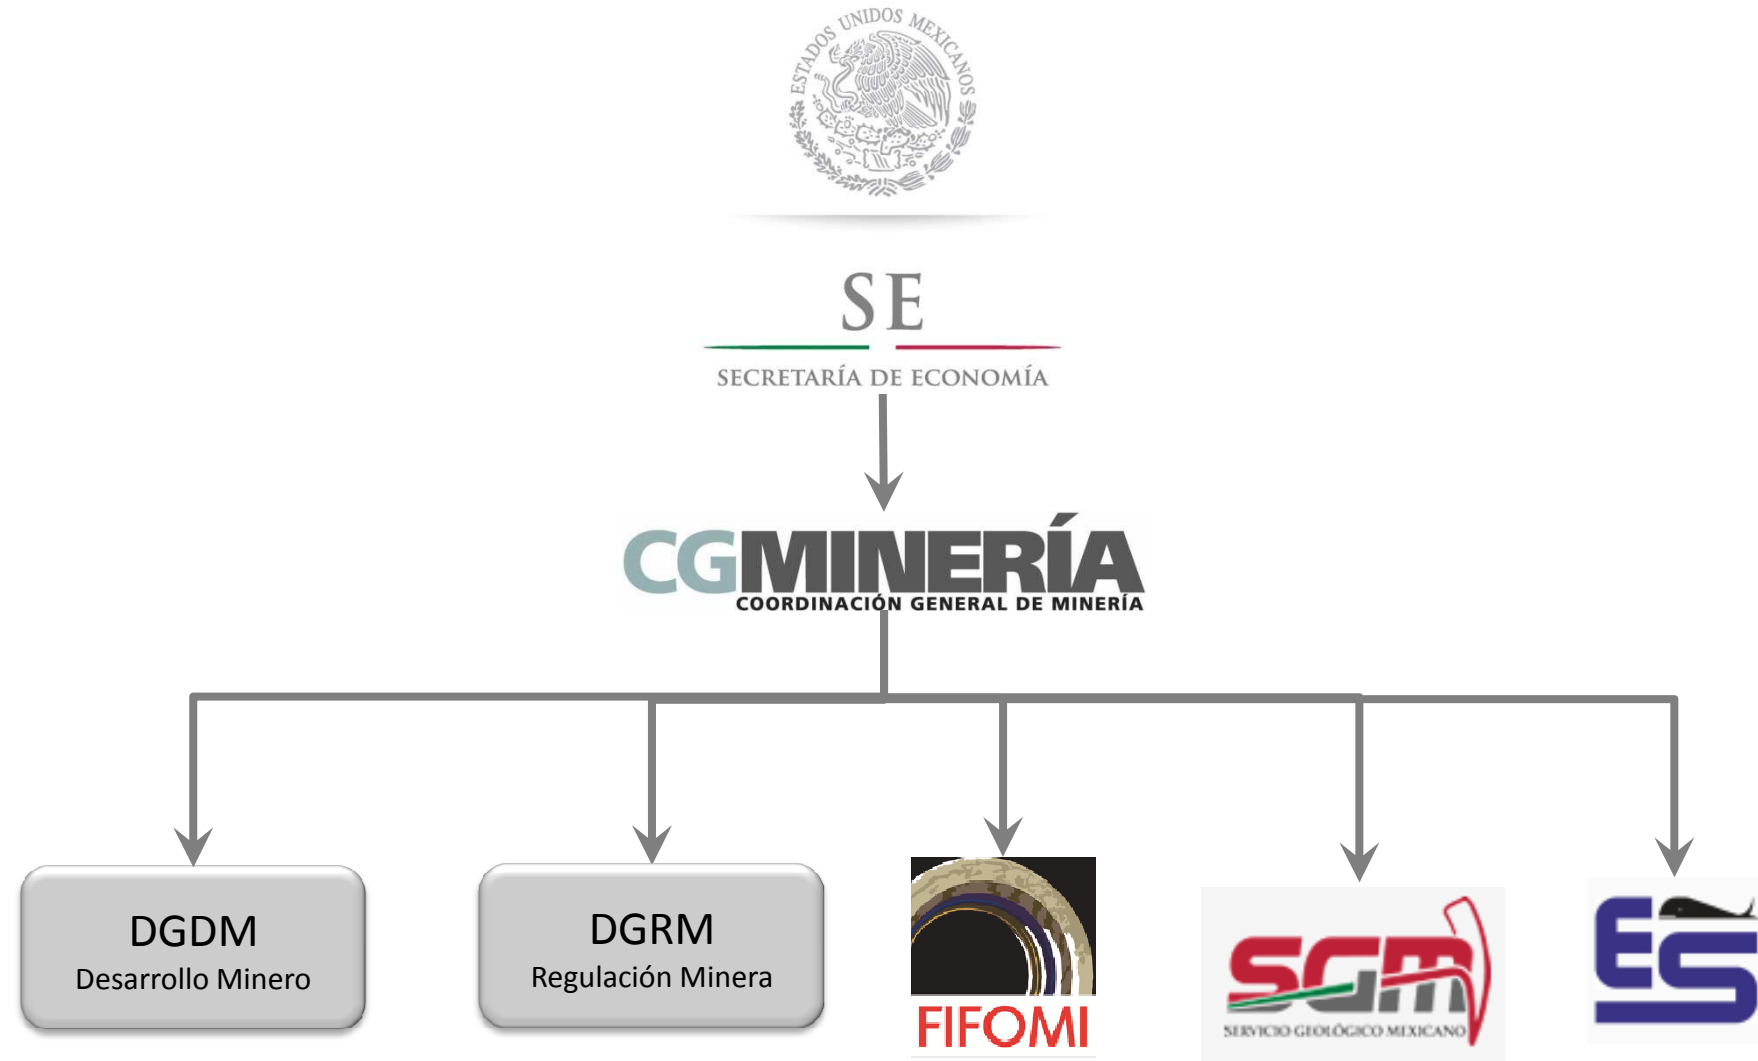 ESTADOS UNIDOS MEXICANOS
SE
SECRETARÍA DE ECONOMÍA
CGMINERÍA
COORDINACIÓN GENERAL DE MINERÍA
DGDM
Desarrollo Minero
DGRM
Regulación Minera
FIFOMI
SGM
SERVICIO GEOLÓGICO MEXICANO
ES